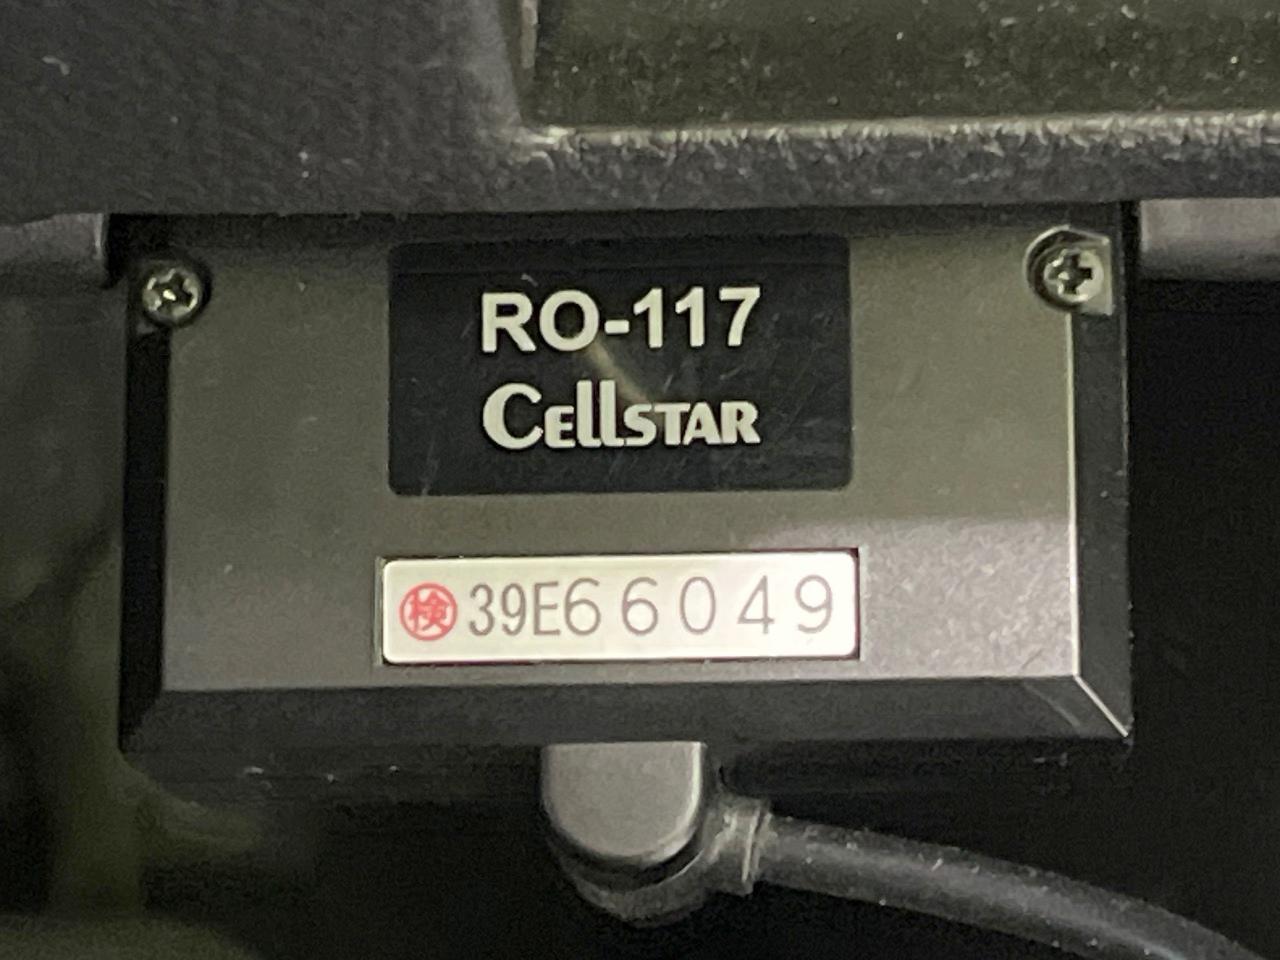 RO-117
CELLSTAR
検 39E66049